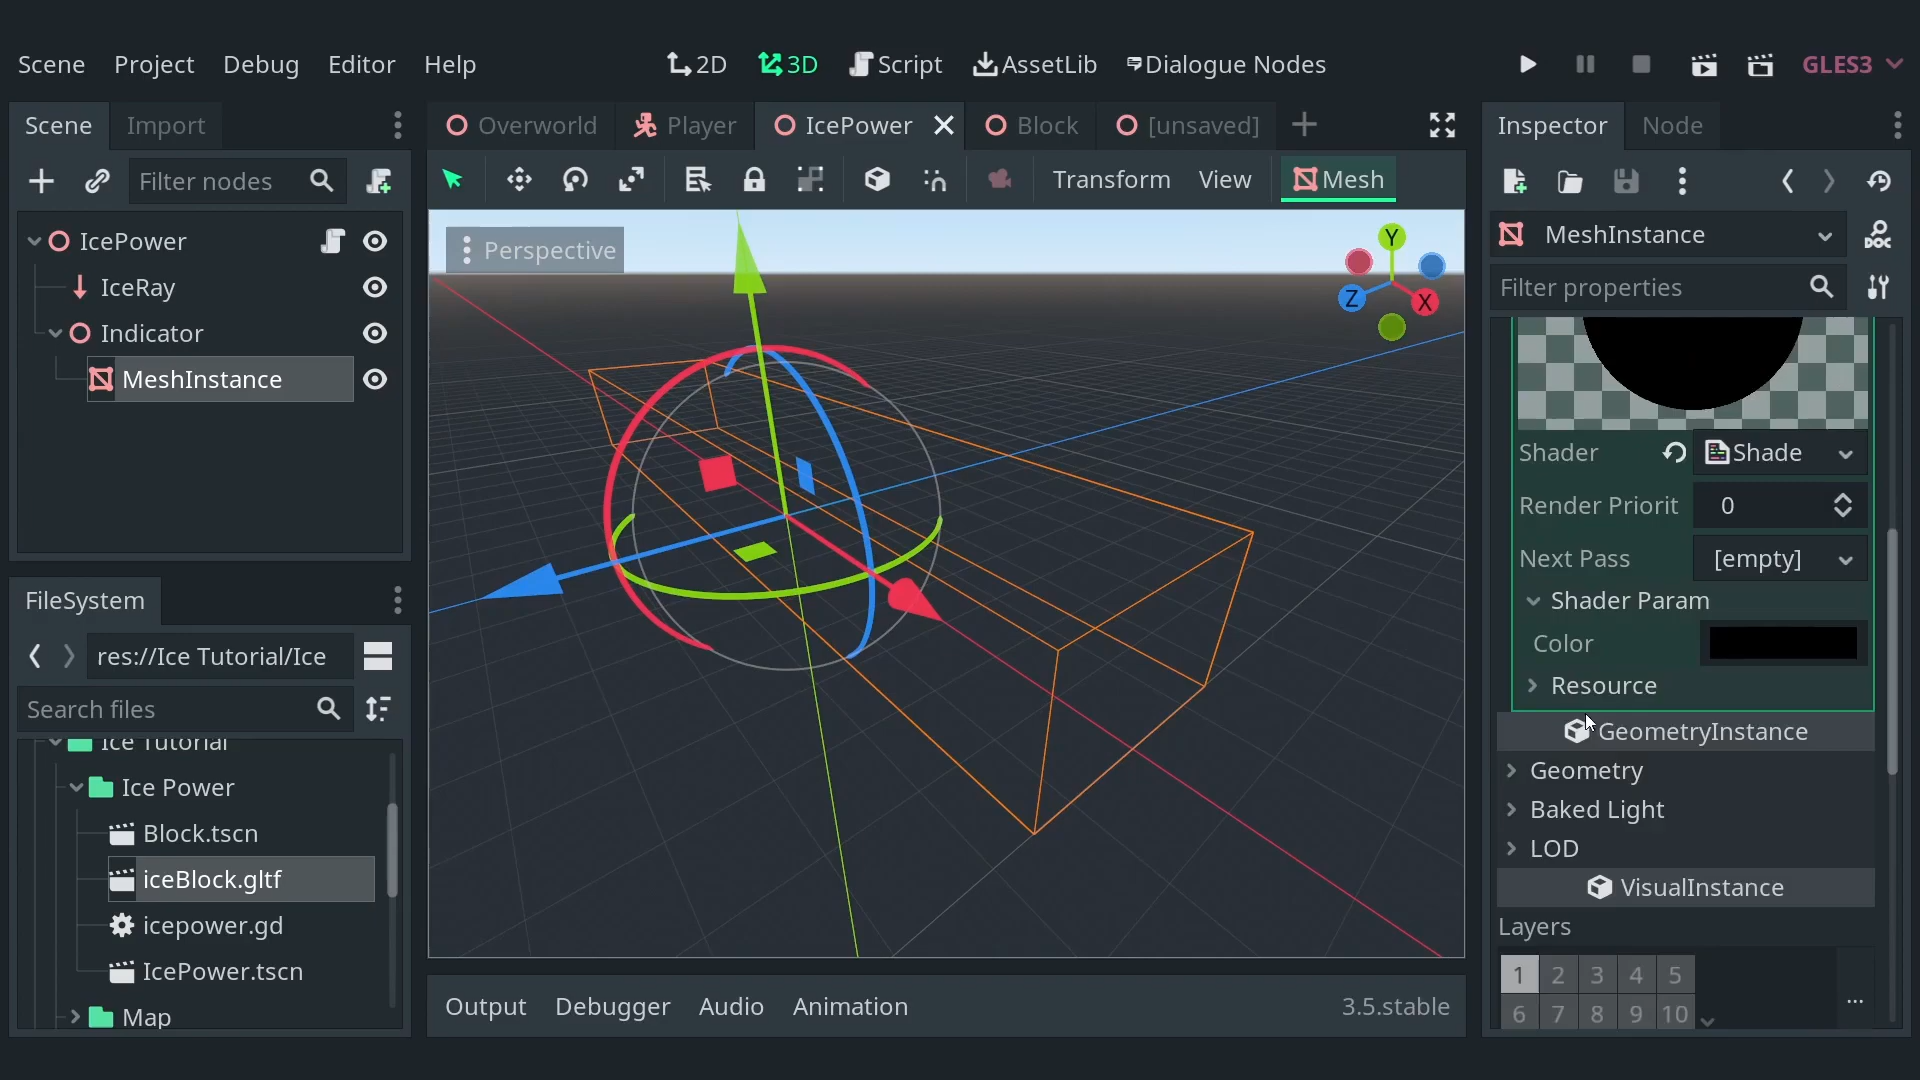 Scene Project Debug Editor Help 2D 3D Script AssetLib Dialogue Nodes GLES3
Scene Import
Filter nodes
IcePower
IceRay
Indicator
MeshInstance
FileSystem
res://Ice Tutorial/Ice
Search files
Ice Tutorial
Ice Power
Block.tscn
iceBlock.gltf
icepower.gd
IcePower.tscn
Map
Overworld Player IcePower Block [unsaved]
Transform View Mesh
Perspective
Y
Z
X
Output Debugger Audio Animation 3.5.stable
Inspector Node
MeshInstance
DOC
Filter properties
Shader Shade
Render Priorit 0
Next Pass [empty]
Shader Param
Color
Resource
GeometryInstance
Geometry
Baked Light
LOD
VisualInstance
Layers
1 2 3 4 5
6 7 8 9 10
...